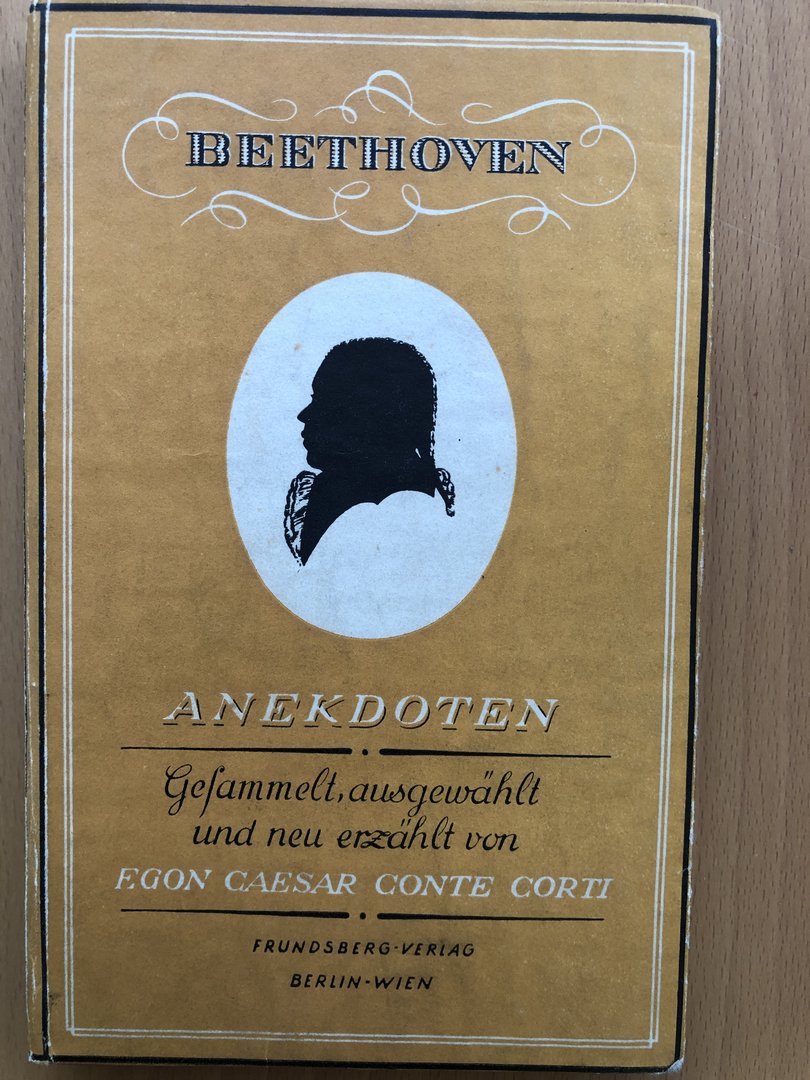 BEETHOVEN
ANEKDOTEN
Geſammelt, ausgewählt
und neu erzählt von
EGON CAESAR CONTE CORTI
FRUNDSBERG-VERLAG
BERLIN-WIEN